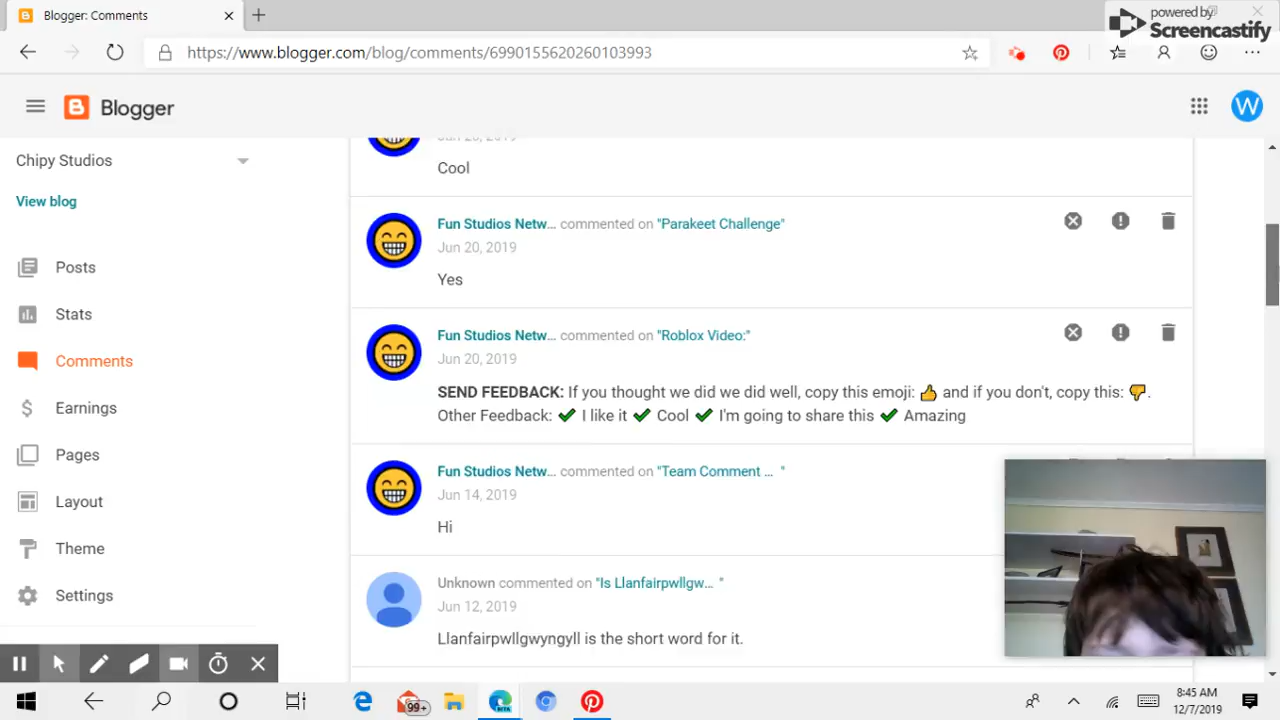 Blogger: Comments
powered by
Screencastify
https://www.blogger.com/blog/comments/6990155620260103993
Blogger
W
Chipy Studios
View blog
Posts
Stats
Comments
Earnings
Pages
Layout
Theme
Settings
Cool
Fun Studios Netw... commented on "Parakeet Challenge"
Jun 20, 2019
Yes
Fun Studios Netw... commented on "Roblox Video:"
Jun 20, 2019
SEND FEEDBACK: If you thought we did we did well, copy this emoji: 👍 and if you don't, copy this: 👎.
Other Feedback: ✔ I like it ✔ Cool ✔ I'm going to share this ✔ Amazing
Fun Studios Netw... commented on "Team Comment ... "
Jun 14, 2019
Hi
Unknown commented on "Is Llanfairpwllgw... "
Jun 12, 2019
Llanfairpwllgwyngyll is the short word for it.
99+
BETA
8:45 AM
12/7/2019